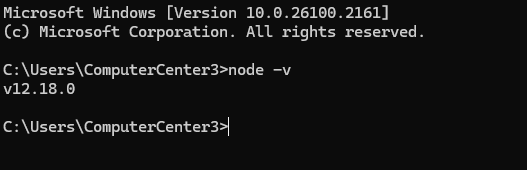 Microsoft Windows [Version 10.0.26100.2161]
(c) Microsoft Corporation. All rights reserved.
C:\Users\ComputerCenter3>node -v
v12.18.0
C:\Users\ComputerCenter3>